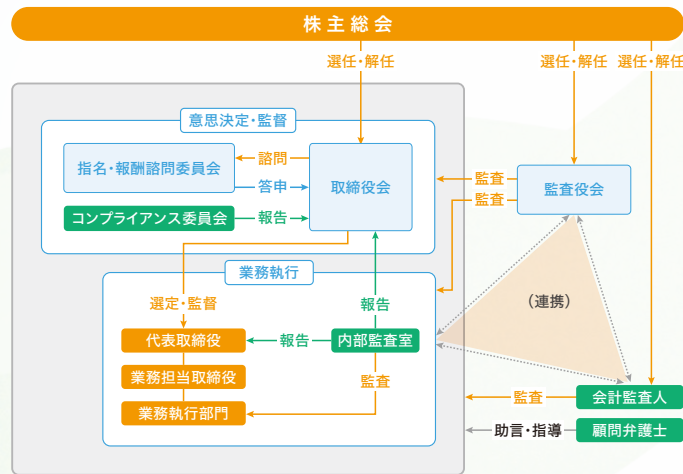 株主総会
選任・解任
選任・解任
選任・解任
意思決定・監督
指名・報酬諮問委員会
諮問
答申
取締役会
コンプライアンス委員会
報告
監査
監査
監査役会
業務執行
選定・監督
報告
（連携）
代表取締役
報告
内部監査室
業務担当取締役
監査
業務執行部門
監査
会計監査人
助言・指導
顧問弁護士